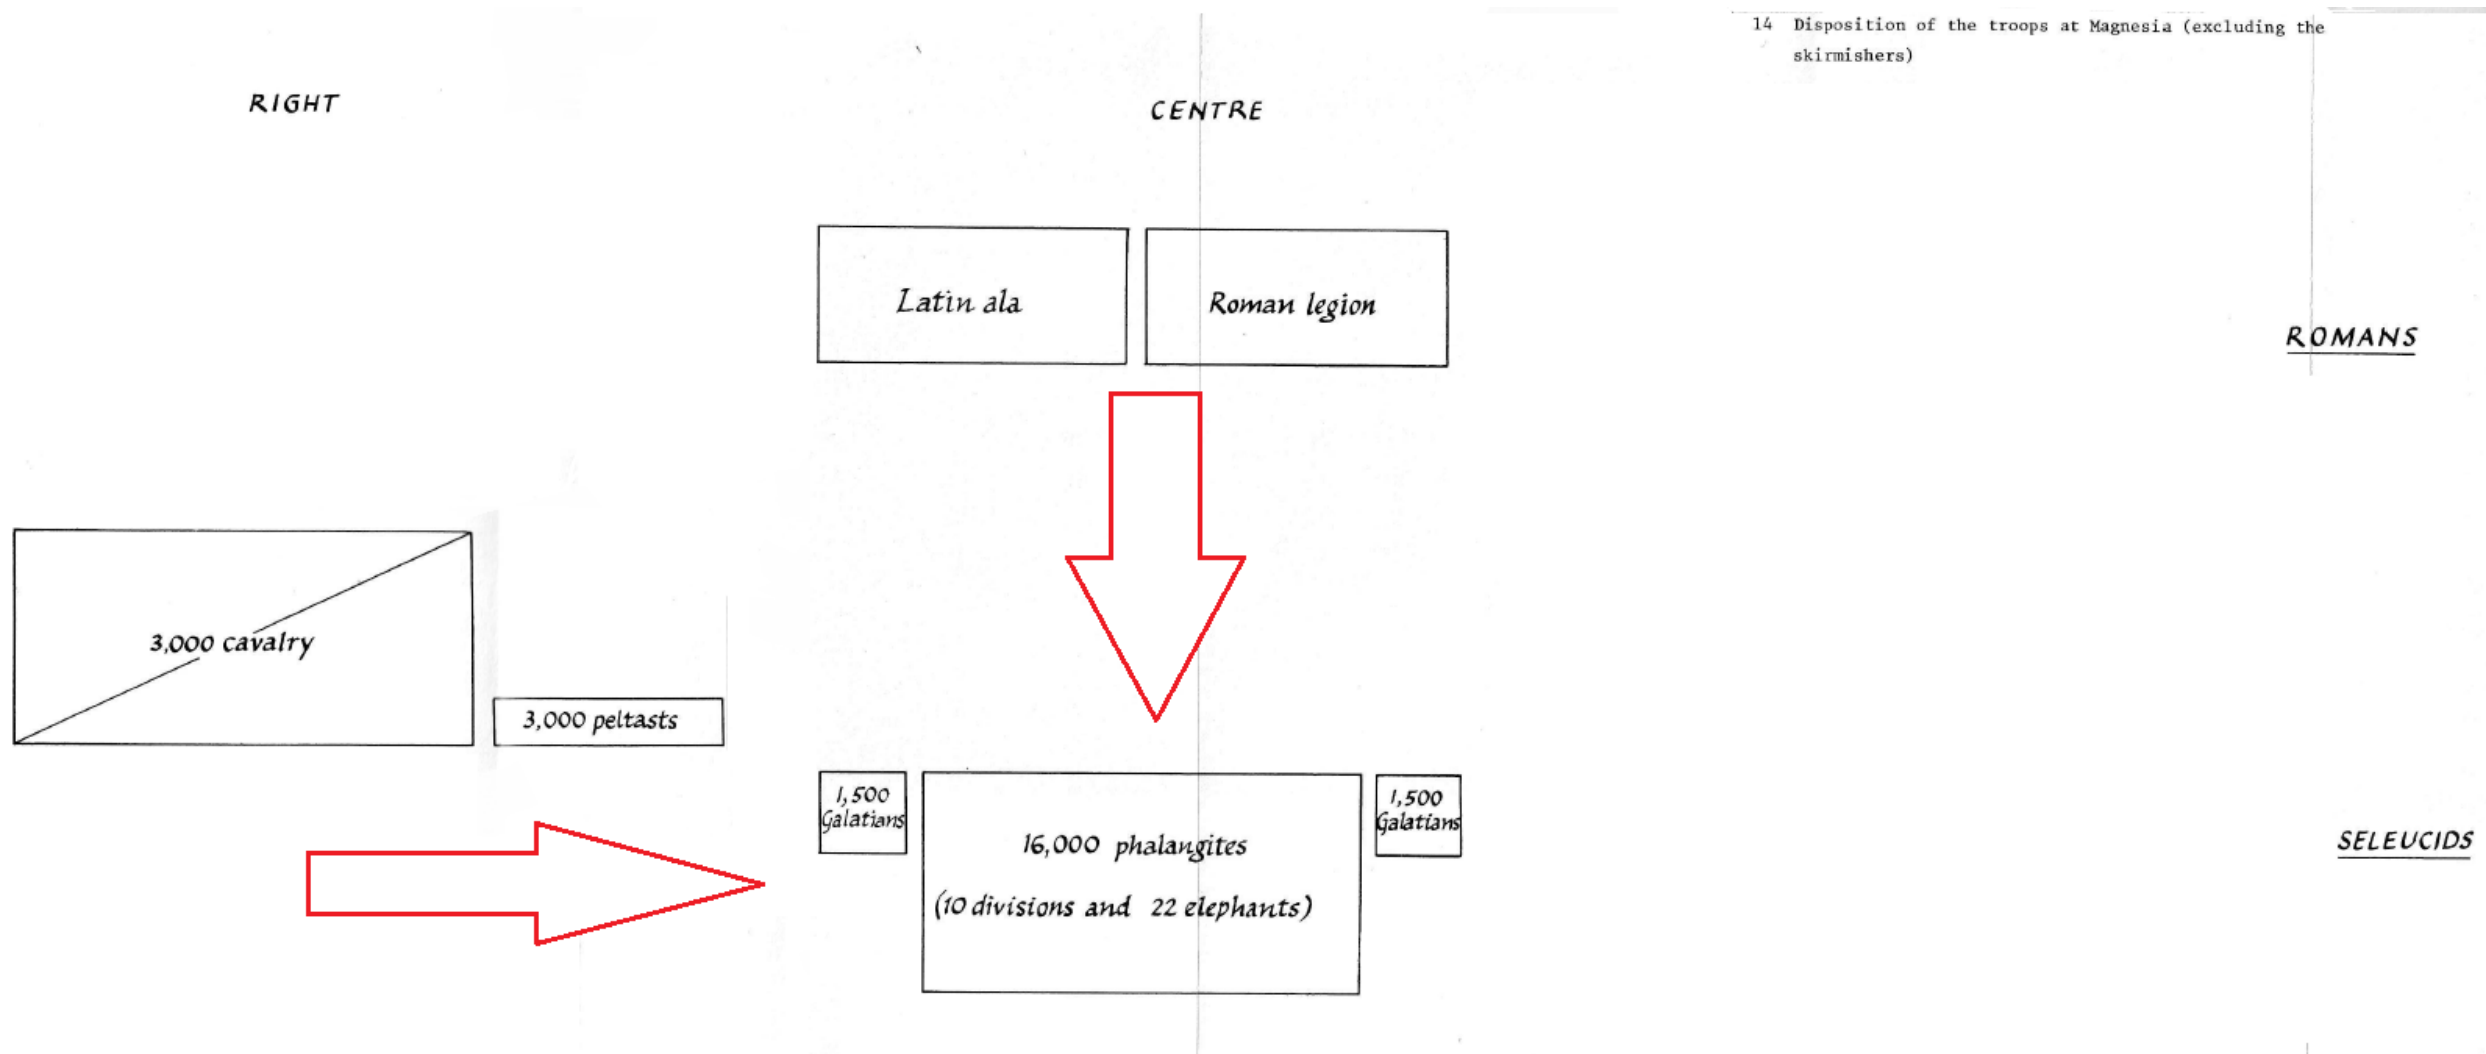 14 Disposition of the troops at Magnesia (excluding the
skirmishers)
RIGHT
CENTRE
Latin ala
Roman legion
ROMANS
3,000 cavalry
3,000 peltasts
1,500
Galatians
16,000 phalangites
(10 divisions and 22 elephants)
1,500
Galatians
SELEUCIDS